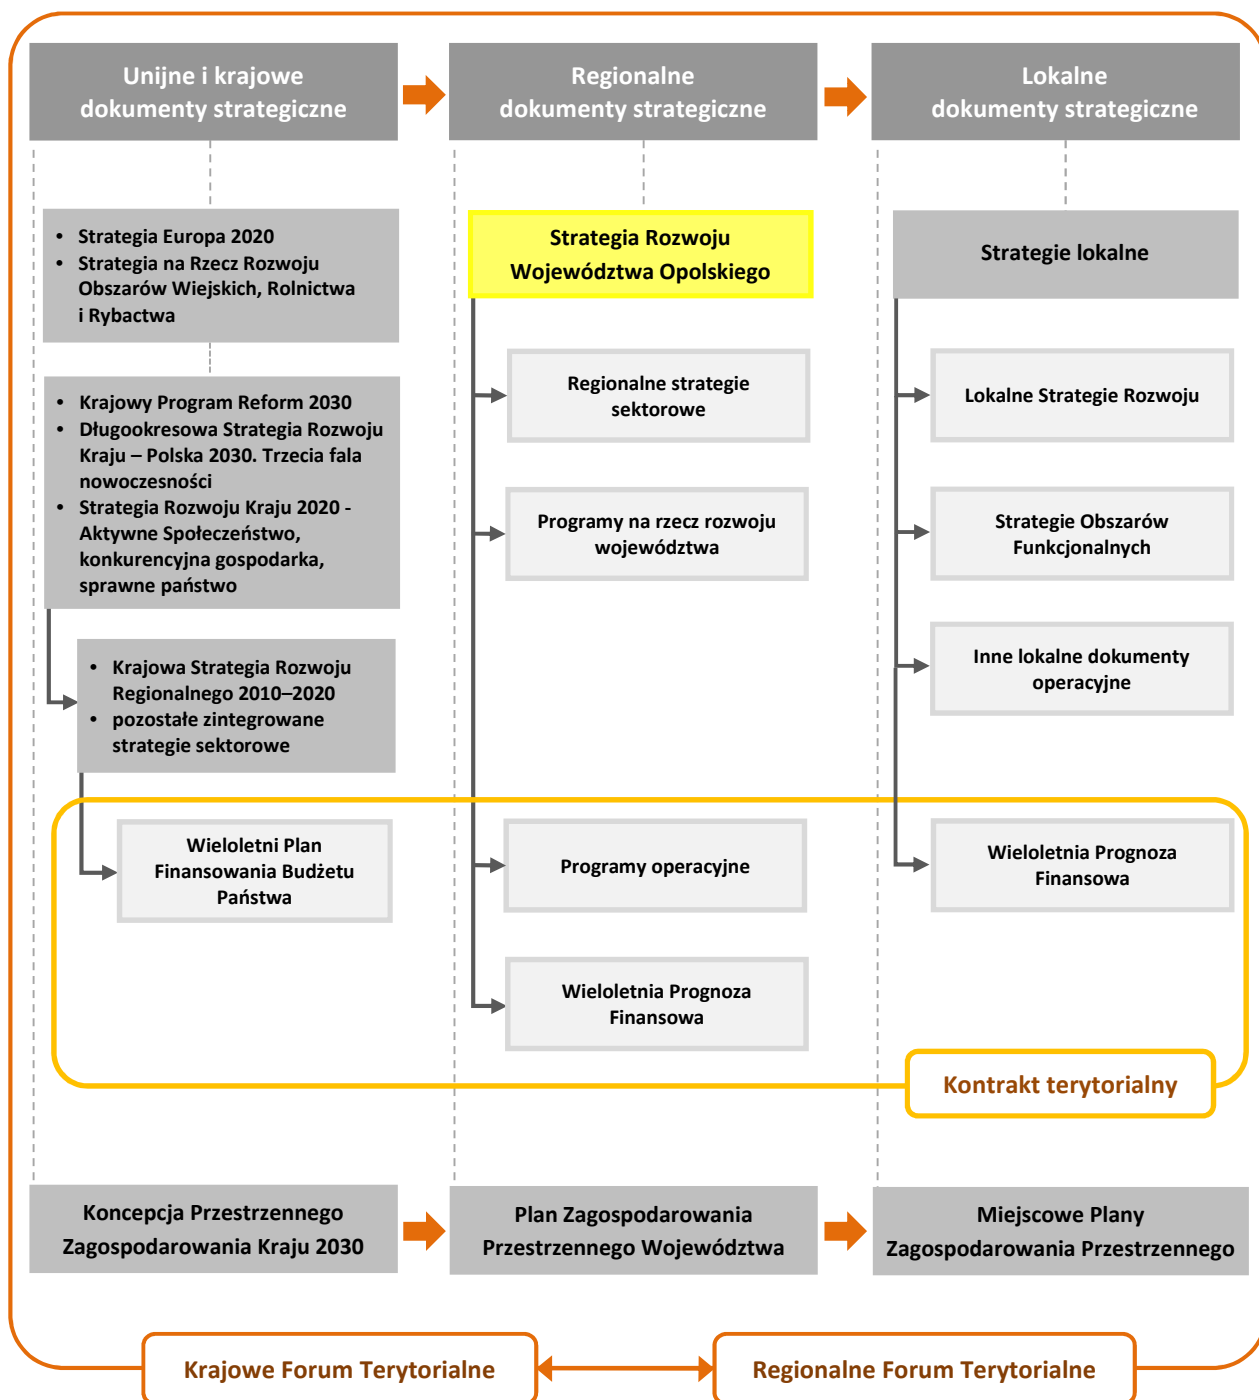 Unijne i krajowe
dokumenty strategiczne
Regionalne
dokumenty strategiczne
Lokalne
dokumenty strategiczne
• Strategia Europa 2020
• Strategia na Rzecz Rozwoju
Obszarów Wiejskich, Rolnictwa
i Rybactwa
• Krajowy Program Reform 2030
• Długookresowa Strategia Rozwoju
Kraju – Polska 2030. Trzecia fala
nowoczesności
• Strategia Rozwoju Kraju 2020 -
Aktywne Społeczeństwo,
konkurencyjna gospodarka,
sprawne państwo
• Krajowa Strategia Rozwoju
Regionalnego 2010–2020
• pozostałe zintegrowane
strategie sektorowe
Wieloletni Plan
Finansowania Budżetu
Państwa
Strategia Rozwoju
Województwa Opolskiego
Regionalne strategie
sektorowe
Programy na rzecz rozwoju
województwa
Programy operacyjne
Wieloletnia Prognoza
Finansowa
Strategie lokalne
Lokalne Strategie Rozwoju
Strategie Obszarów
Funkcjonalnych
Inne lokalne dokumenty
operacyjne
Wieloletnia Prognoza
Finansowa
Kontrakt terytorialny
Koncepcja Przestrzennego
Zagospodarowania Kraju 2030
Plan Zagospodarowania
Przestrzennego Województwa
Miejscowe Plany
Zagospodarowania Przestrzennego
Krajowe Forum Terytorialne
Regionalne Forum Terytorialne